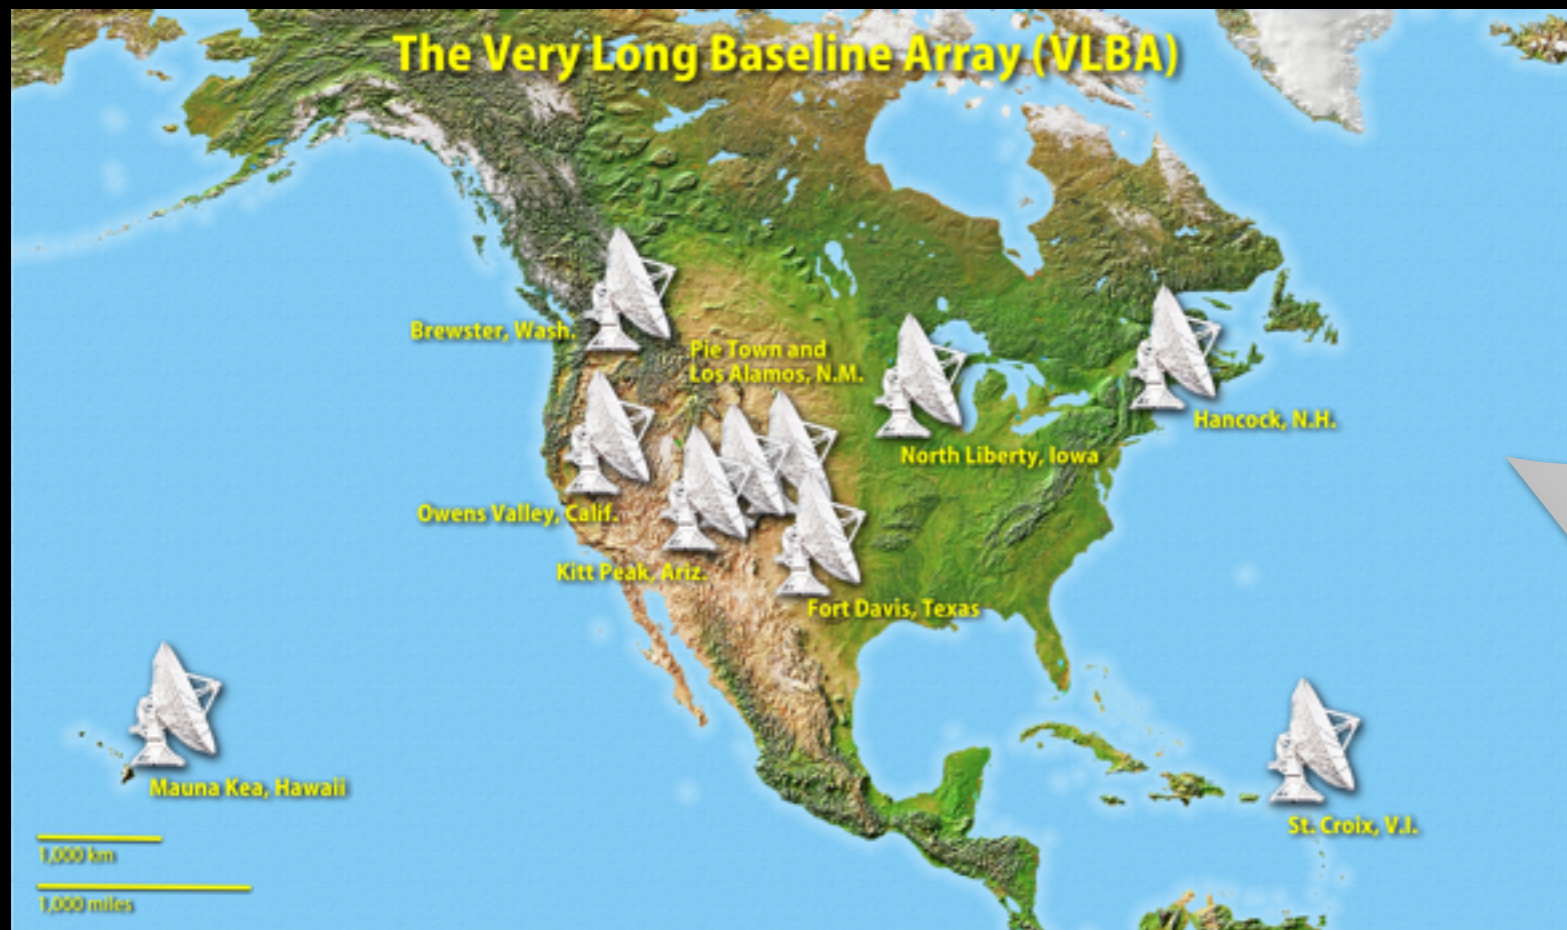 The Very Long Baseline Array (VLBA)
Brewster, Wash.
Pie Town and
Los Alamos, N.M.
Hancock, N.H.
North Liberty, Iowa
Owens Valley, Calif.
Kitt Peak, Ariz.
Fort Davis, Texas
Mauna Kea, Hawaii
St. Croix, V.I.
1,000 km
1,000 miles